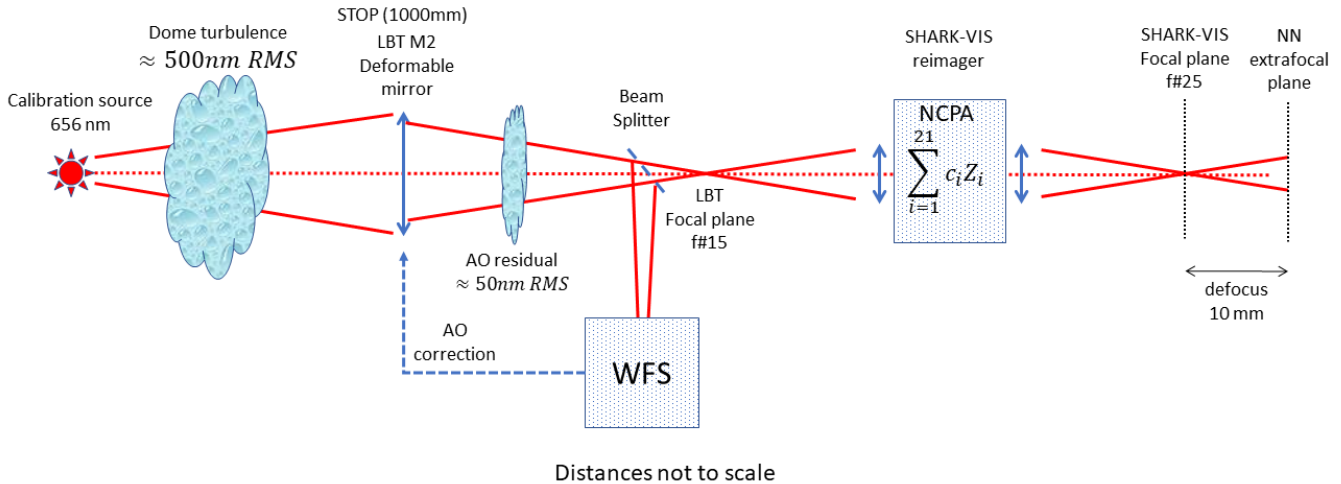 Dome turbulence
≈ 500nm RMS
Calibration source
656 nm
STOP (1000mm)
LBT M2
Deformable
mirror
AO residual
≈ 50nm RMS
AO
correction
Beam
Splitter
WFS
LBT
Focal plane
f#15
SHARK-VIS
reimager
NCPA
21
∑ c_i Z_i
i=1
SHARK-VIS
Focal plane
f#25
NN
extrafocal
plane
defocus
10 mm
Distances not to scale